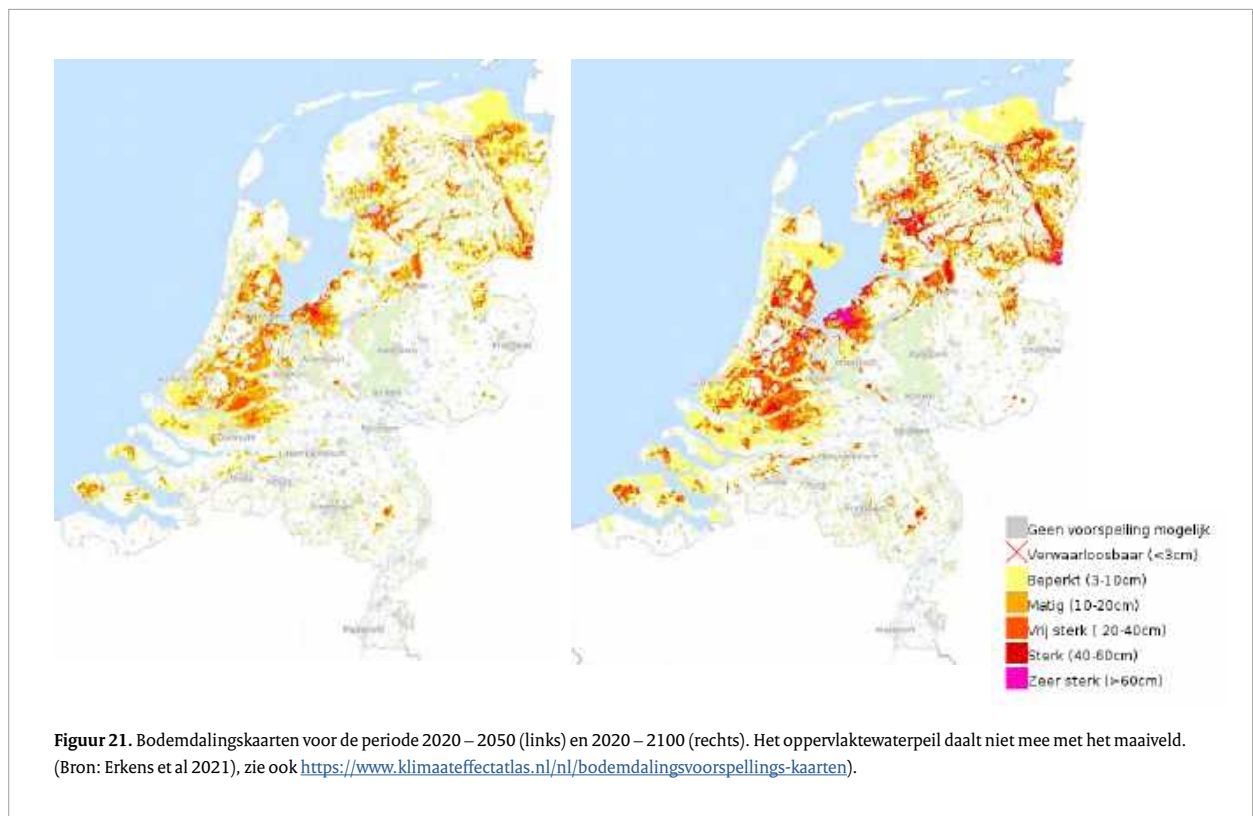 Geen voorspelling mogelijk
Verwaarloosbaar (<3cm)
Beperkt (3-10cm)
Matig (10-20cm)
Vrij sterk ( 20-40cm)
Sterk (40-60cm)
Zeer sterk (>60cm)
Figuur 21. Bodemdalingskaarten voor de periode 2020 – 2050 (links) en 2020 – 2100 (rechts). Het oppervlaktewaterpeil daalt niet mee met het maaiveld.
(Bron: Erkens et al 2021), zie ook https://www.klimaateffectatlas.nl/nl/bodemdalingsvoorspellings-kaarten).